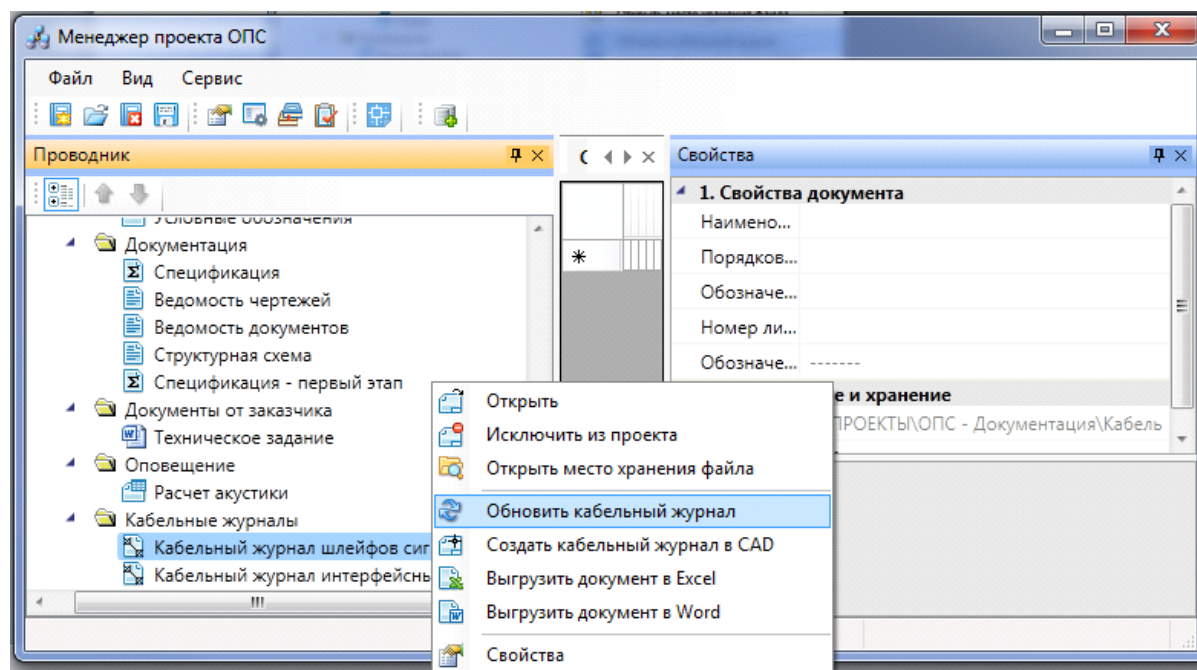 Менеджер проекта ОПС
Файл Вид Сервис
Проводник
Свойства
1. Свойства документа
Условные обозначения
Наимено...
Документация
Порядков...
Спецификация
Обозначе...
Ведомость чертежей
Номер ли...
Ведомость документов
Обозначе... -------
Структурная схема
Спецификация - первый этап
е и хранение
Документы от заказчика
ПРОЕКТЫ\ОПС - Документация\Кабель
Техническое задание
Оповещение
Расчет акустики
Кабельные журналы
Кабельный журнал шлейфов сиг
Кабельный журнал интерфейсны
Открыть
Исключить из проекта
Открыть место хранения файла
Обновить кабельный журнал
Создать кабельный журнал в CAD
Выгрузить документ в Excel
Выгрузить документ в Word
Свойства